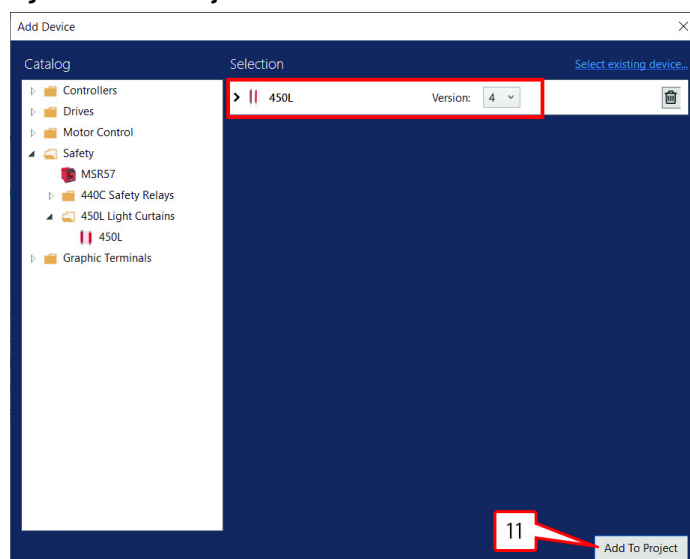 Add Device
Catalog
Selection
Select existing device...
Controllers
Drives
Motor Control
Safety
MSR57
440C Safety Relays
450L Light Curtains
450L
Graphic Terminals
450L
Version:
4
11
Add To Project